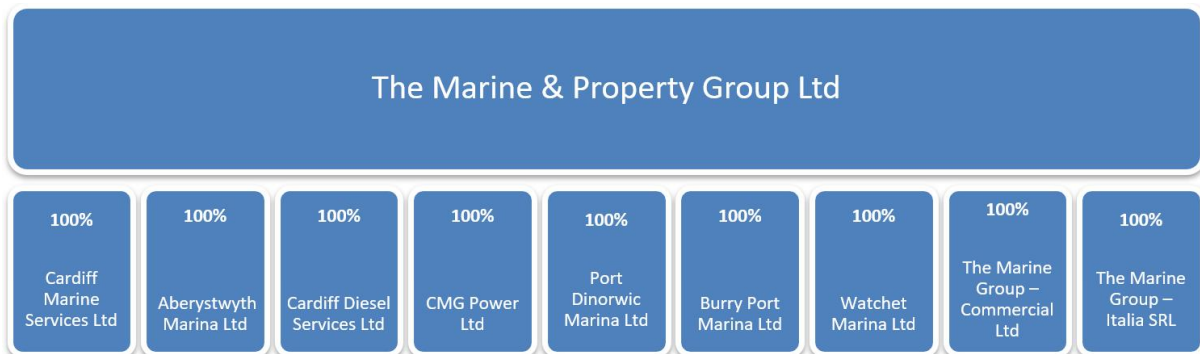 The Marine & Property Group Ltd
100%
Cardiff
Marine
Services Ltd
100%
Aberystwyth
Marina Ltd
100%
Cardiff Diesel
Services Ltd
100%
CMG Power
Ltd
100%
Port
Dinorwic
Marina Ltd
100%
Burry Port
Marina Ltd
100%
Watchet
Marina Ltd
100%
The Marine
Group –
Commercial
Ltd
100%
The Marine
Group –
Italia SRL